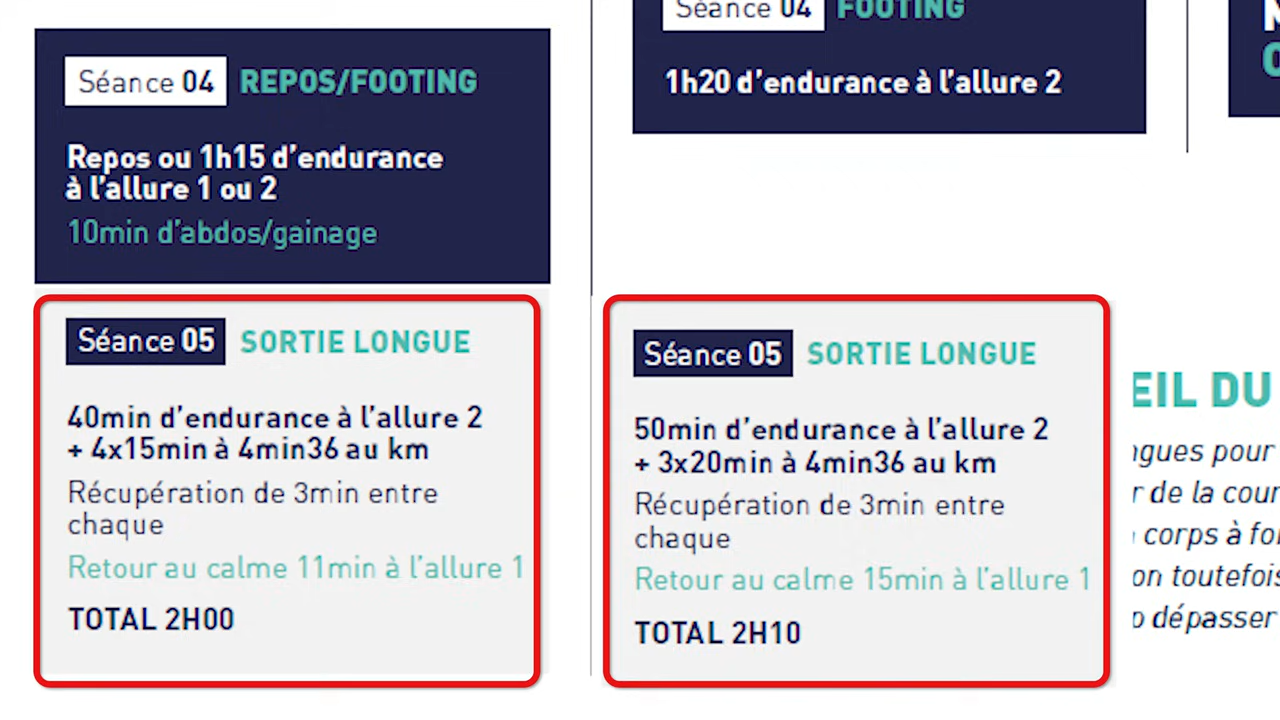 Séance 04 REPOS/FOOTING
Repos ou 1h15 d'endurance
à l'allure 1 ou 2
10min d'abdos/gainage
Séance 05 SORTIE LONGUE
40min d'endurance à l'allure 2
+ 4x15min à 4min36 au km
Récupération de 3min entre
chaque
Retour au calme 11min à l'allure 1
TOTAL 2H00
Séance 04 FOOTING
1h20 d'endurance à l'allure 2
Séance 05 SORTIE LONGUE
50min d'endurance à l'allure 2
+ 3x20min à 4min36 au km
Récupération de 3min entre
chaque
Retour au calme 15min à l'allure 1
TOTAL 2H10
EIL DU
gues pour
r de la cour
corps à foi
on toutefois
dépasser